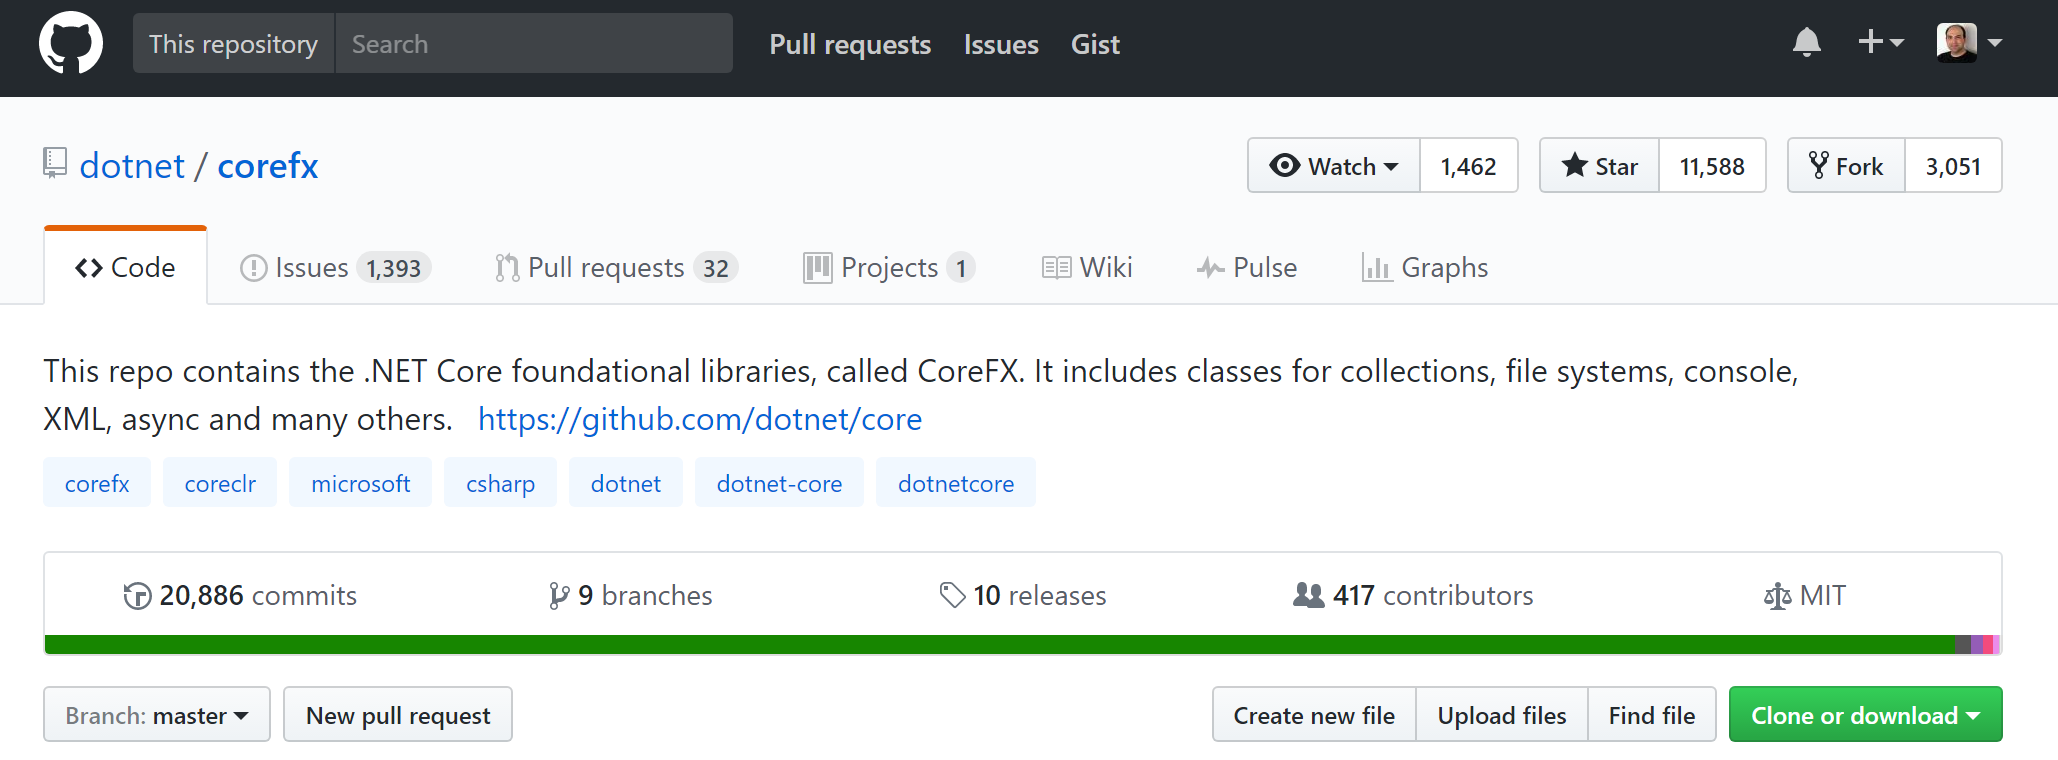 This repository Search Pull requests Issues Gist
dotnet / corefx Watch 1,462 Star 11,588 Fork 3,051
Code Issues 1,393 Pull requests 32 Projects 1 Wiki Pulse Graphs
This repo contains the .NET Core foundational libraries, called CoreFX. It includes classes for collections, file systems, console,
XML, async and many others. https://github.com/dotnet/core
corefx coreclr microsoft csharp dotnet dotnet-core dotnetcore
20,886 commits 9 branches 10 releases 417 contributors MIT
Branch: master New pull request Create new file Upload files Find file Clone or download